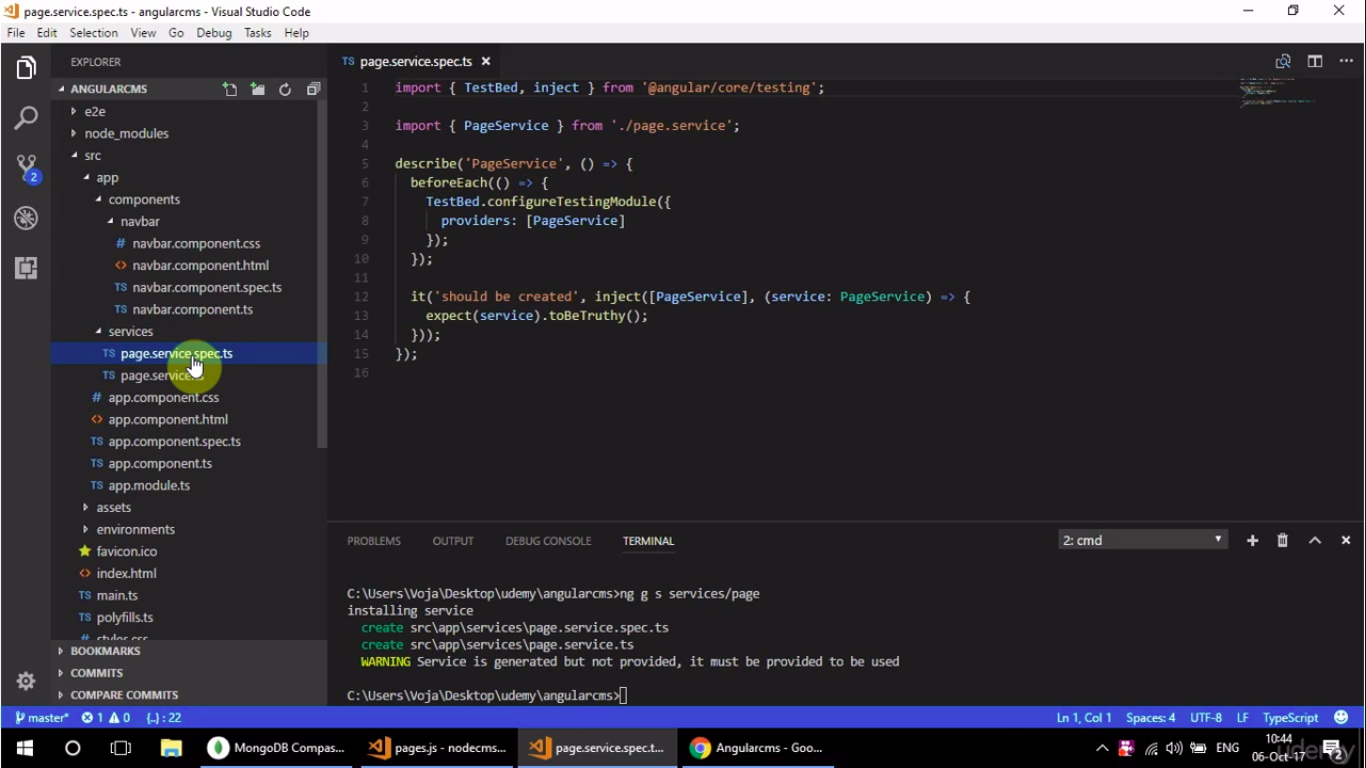 page.service.spec.ts - angularcms - Visual Studio Code
File Edit Selection View Go Debug Tasks Help
EXPLORER
ANGULARCMS
e2e
node_modules
src
app
components
navbar
# navbar.component.css
<> navbar.component.html
TS navbar.component.spec.ts
TS navbar.component.ts
services
TS page.service.spec.ts
TS page.service.ts
# app.component.css
<> app.component.html
TS app.component.spec.ts
TS app.component.ts
TS app.module.ts
assets
environments
favicon.ico
<> index.html
TS main.ts
TS polyfills.ts
# styles.css
BOOKMARKS
COMMITS
COMPARE COMMITS
2
TS page.service.spec.ts ×
1 import { TestBed, inject } from '@angular/core/testing';
2
3 import { PageService } from './page.service';
4
5 describe('PageService', () => {
6 beforeEach(() => {
7 TestBed.configureTestingModule({
8 providers: [PageService]
9 });
10 });
11
12 it('should be created', inject([PageService], (service: PageService) => {
13 expect(service).toBeTruthy();
14 }));
15 });
16
PROBLEMS OUTPUT DEBUG CONSOLE TERMINAL 2: cmd
C:\Users\Voja\Desktop\udemy\angularcms>ng g s services/page
installing service
create src\app\services\page.service.spec.ts
create src\app\services\page.service.ts
WARNING Service is generated but not provided, it must be provided to be used
C:\Users\Voja\Desktop\udemy\angularcms>
master* 1 0 {..} : 22 Ln 1, Col 1 Spaces: 4 UTF-8 LF TypeScript
MongoDB Compas... pages.js - nodecms... page.service.spec.t... Angularcms - Goo... ENG 10:44
06-Oct-17 2
udemy